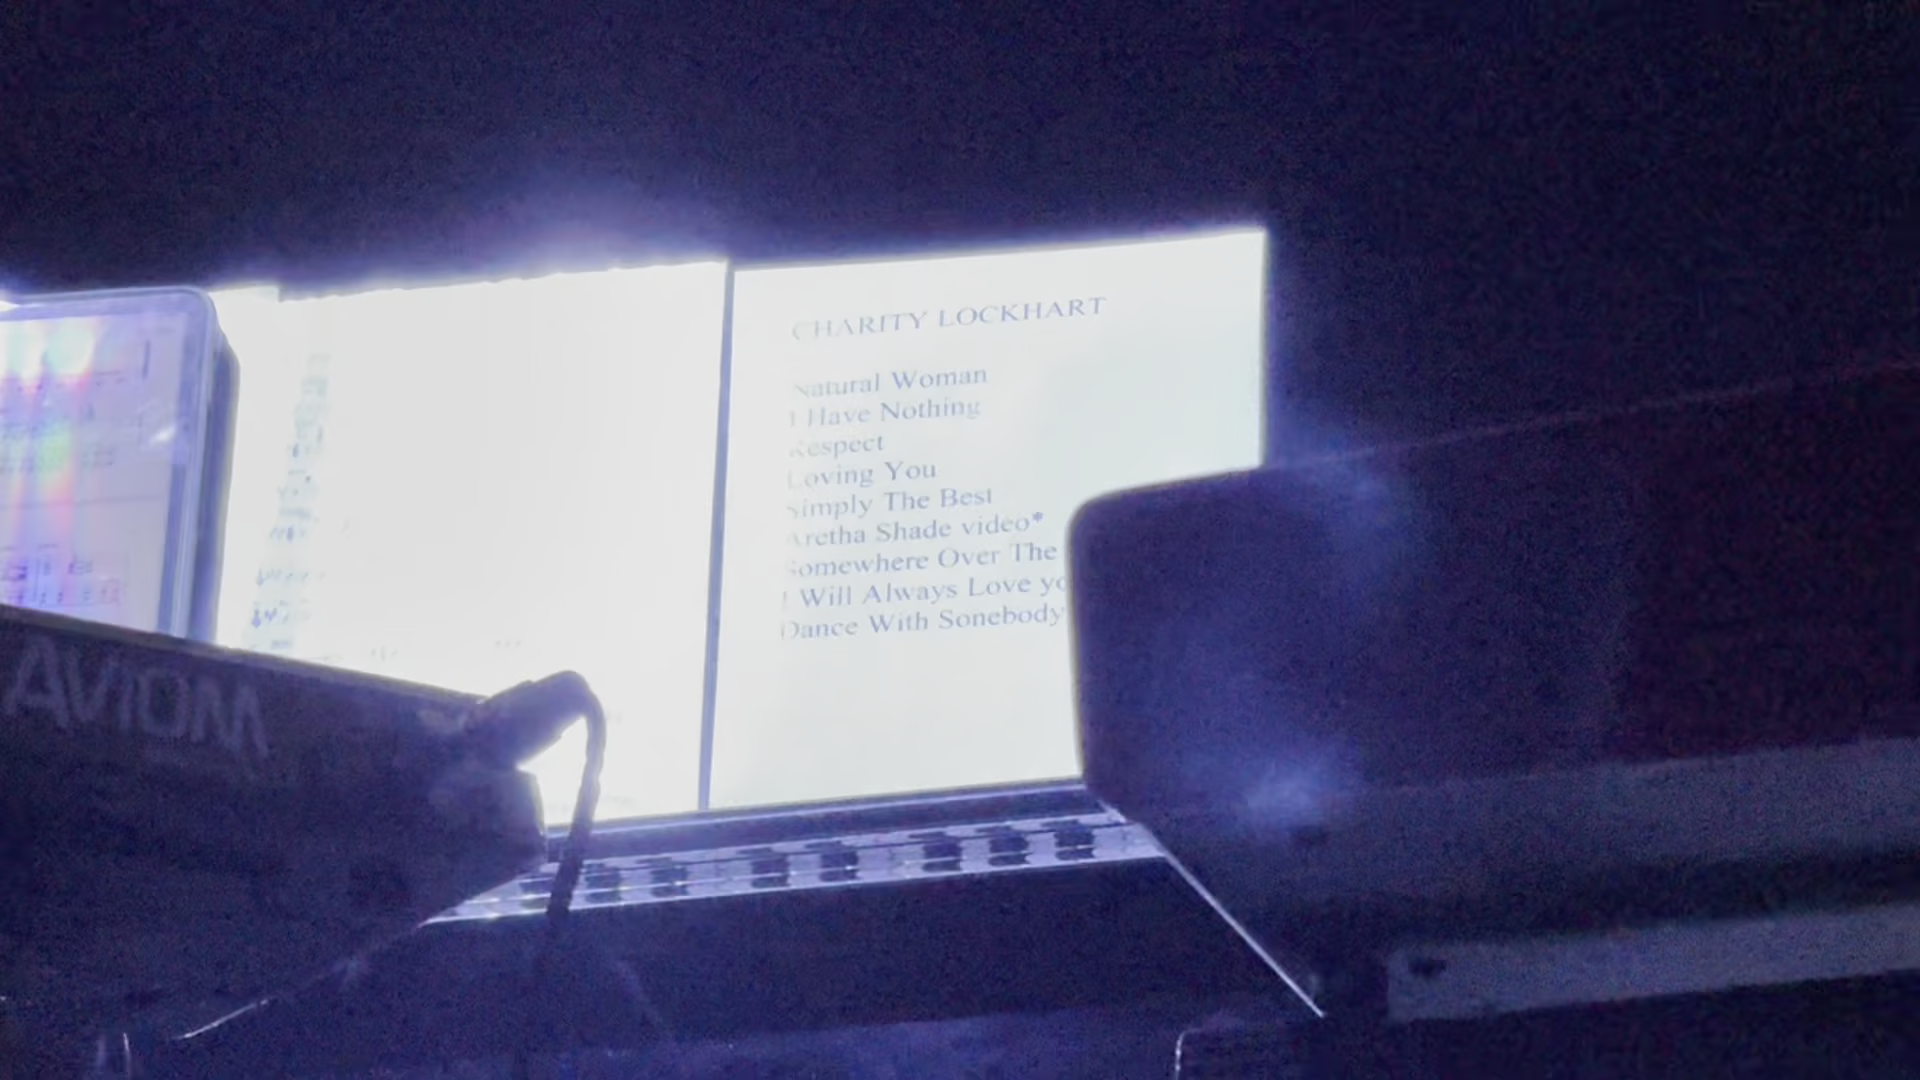 CHARITY LOCKHART
Natural Woman
I Have Nothing
Respect
Loving You
Simply The Best
Aretha Shade video*
Somewhere Over The
I Will Always Love yo
Dance With Sonebody
AVIOM